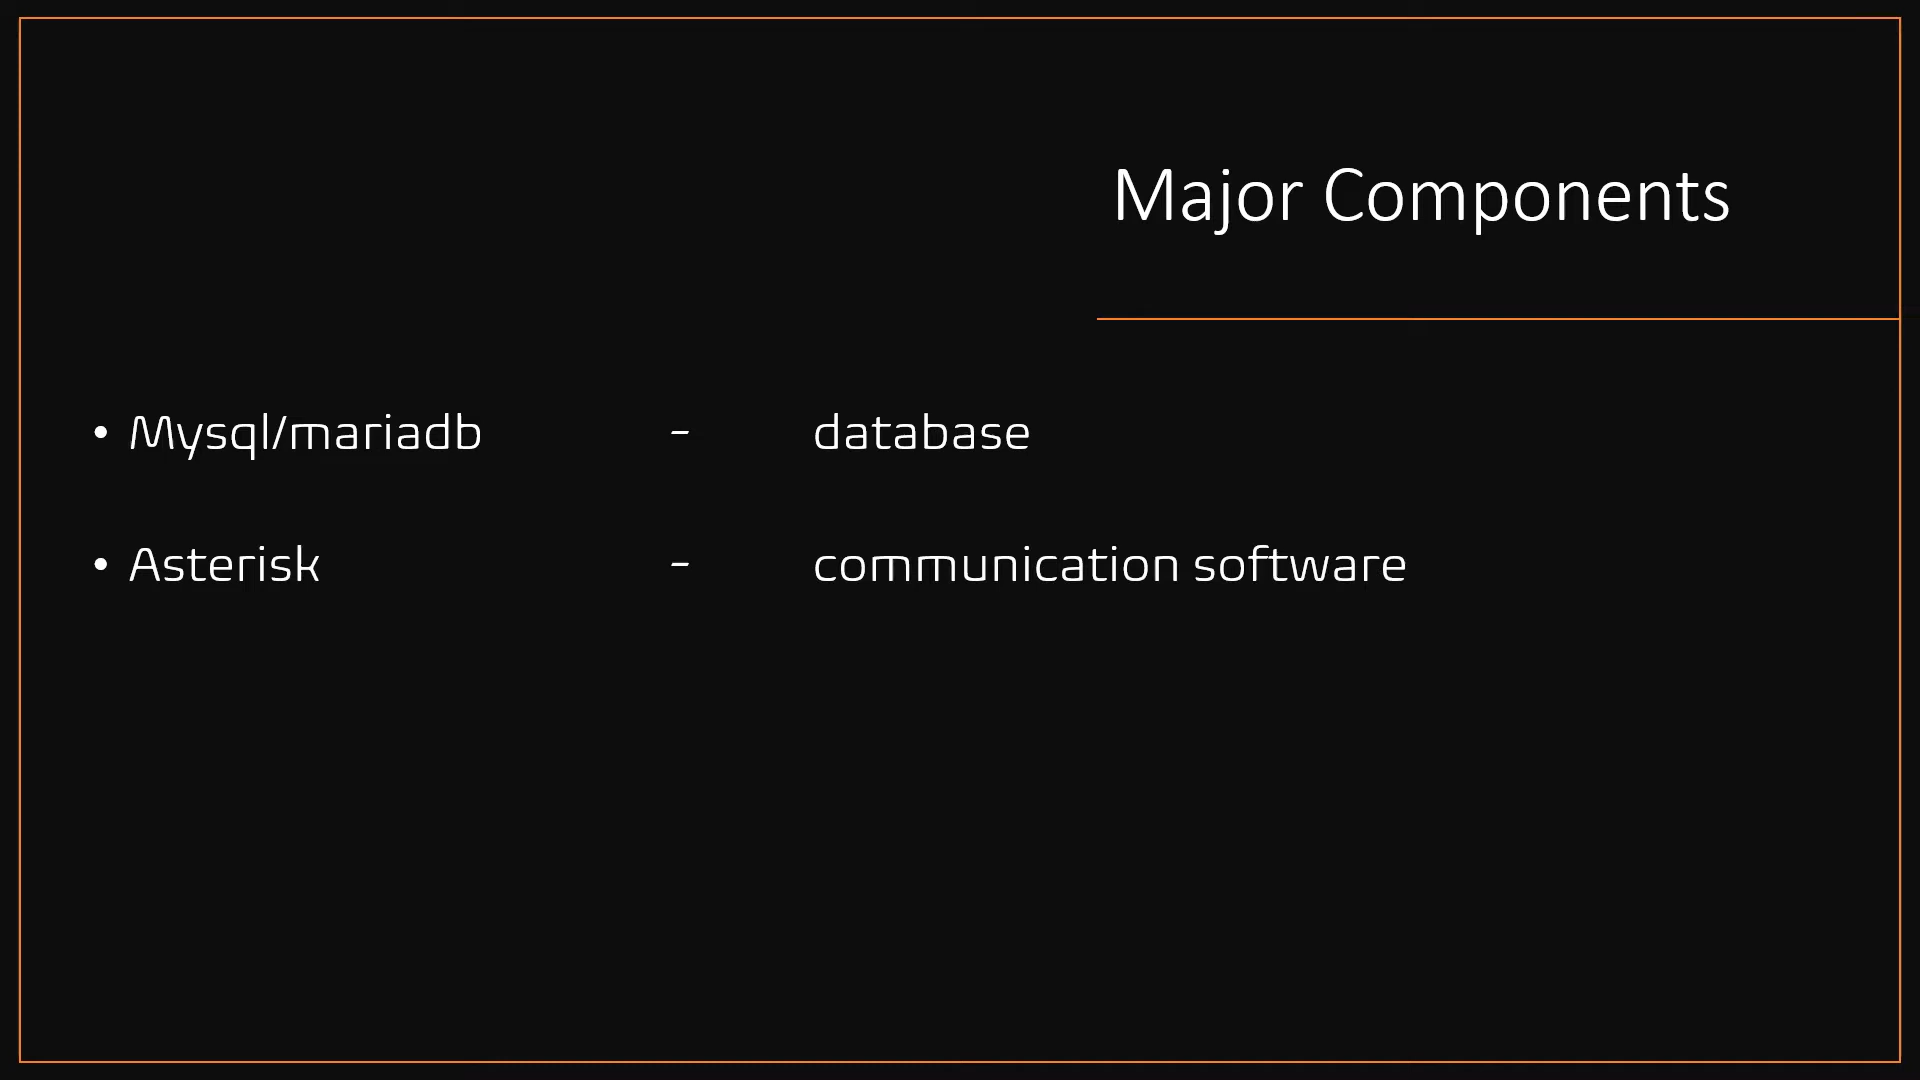 Major Components
• Mysql/mariadb - database
• Asterisk - communication software